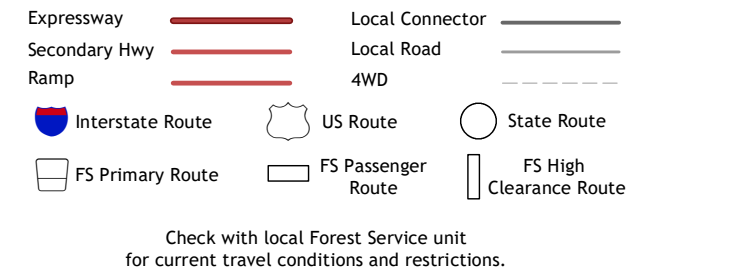 Expressway
Local Connector
Secondary Hwy
Local Road
Ramp
4WD
Interstate Route
US Route
State Route
FS Primary Route
FS Passenger
Route
FS High
Clearance Route
Check with local Forest Service unit
for current travel conditions and restrictions.